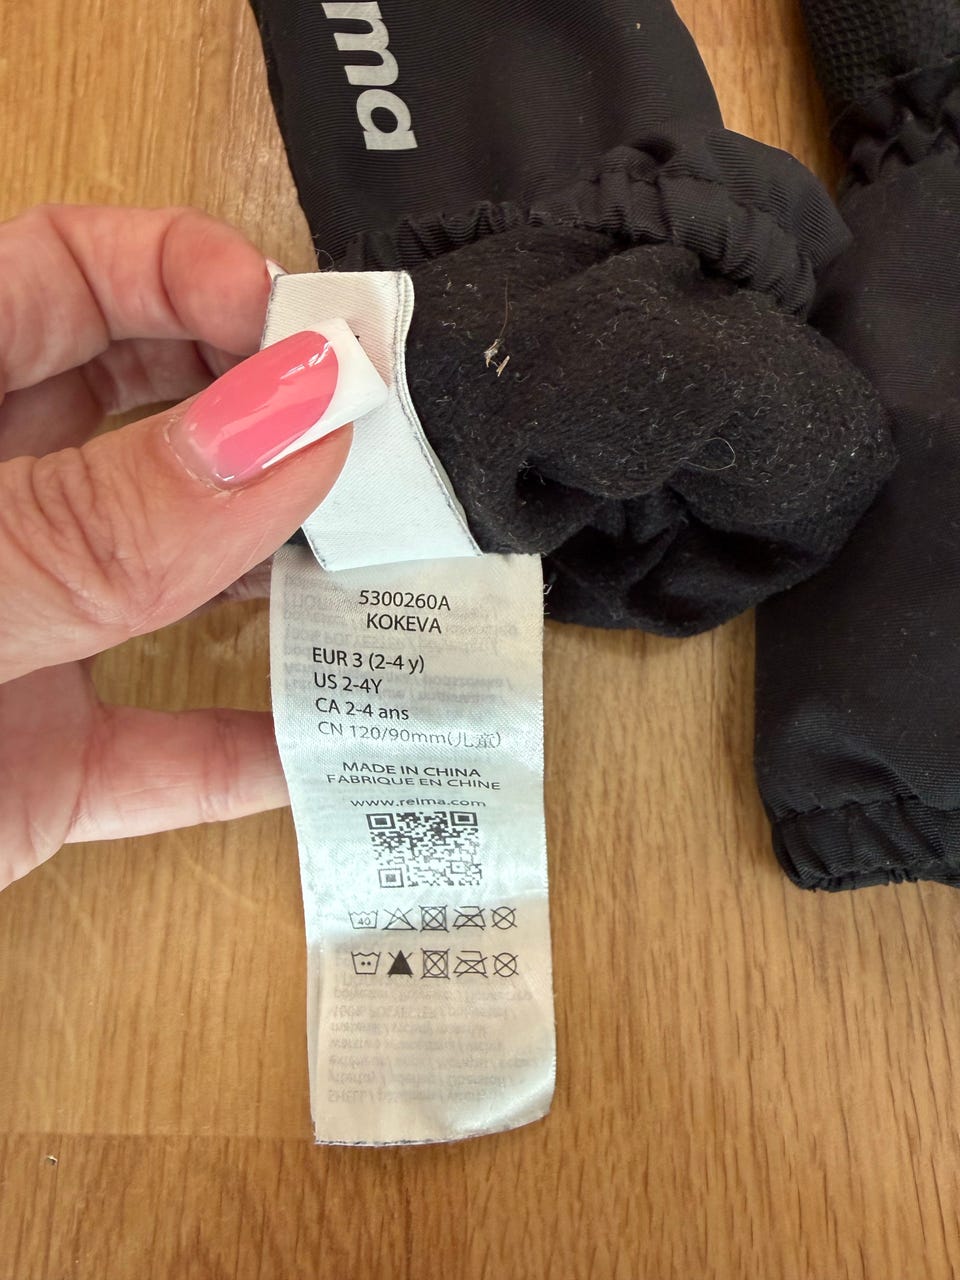 ma
5300260A
KOKEVA
EUR 3 (2-4 y)
US 2-4Y
CA 2-4 ans
CN 120/90mm(儿童)
MADE IN CHINA
FABRIQUE EN CHINE
www.reima.com
40